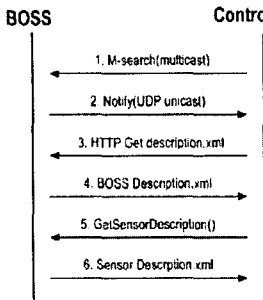 BOSS
Contro
1. M-search(multicast)
2. Notify(UDP unicast)
3. HTTP Get description.xml
4. BOSS Description.xml
5. GetSensorDescription()
6. Sensor Description.xml